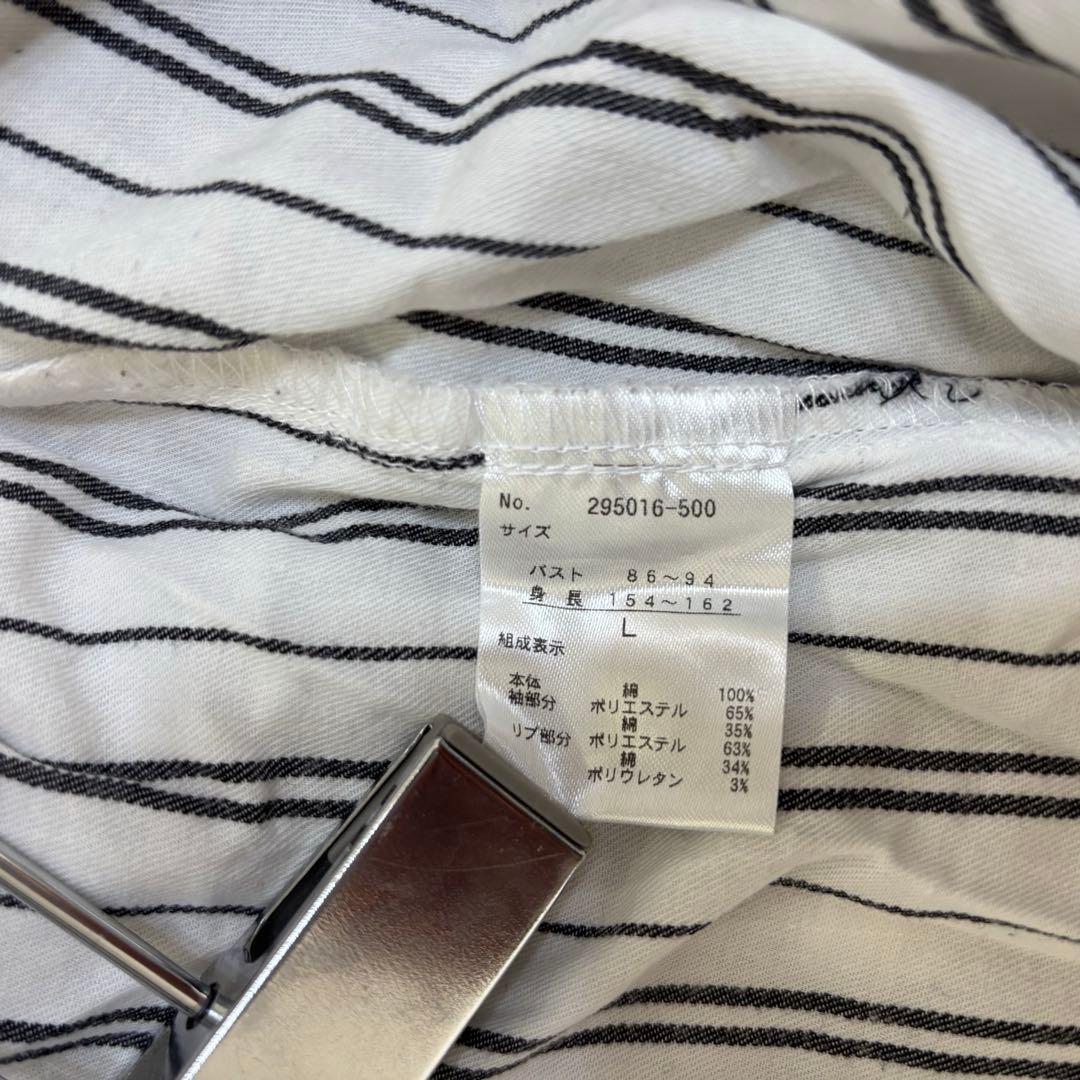 No. 295016-500
サイズ
バスト 86～94
身長 154～162
L
組成表示
本体 綿 100%
袖部分 ポリエステル 65%
綿 35%
リブ部分 ポリエステル 63%
綿 34%
ポリウレタン 3%